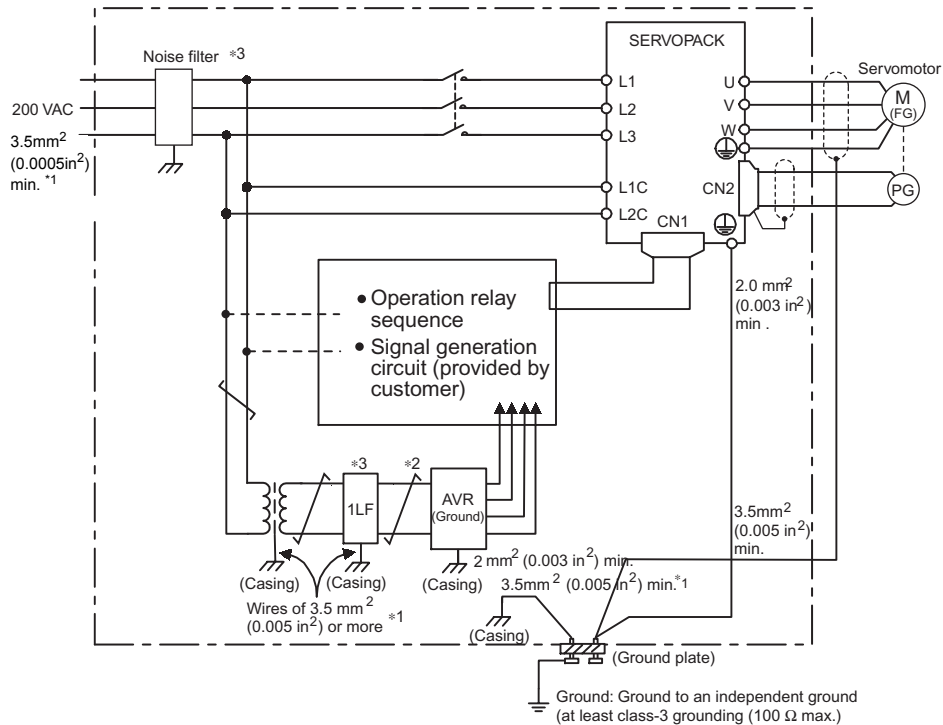 Noise filter *3
SERVOPACK
Servomotor
200 VAC
3.5mm²
(0.0005in²)
min. *1
L1
L2
L3
L1C
L2C
U
V
W
M
(FG)
CN2
PG
CN1
• Operation relay
sequence
• Signal generation
circuit (provided by
customer)
2.0 mm²
(0.003 in²)
min .
*3
*2
1LF
AVR
(Ground)
3.5mm²
(0.005 in²)
min.
(Casing)
(Casing)
(Casing)
2 mm² (0.003 in²) min.
3.5mm² (0.005 in²) min.*1
Wires of 3.5 mm²
(0.005 in²) or more *1
(Casing)
(Ground plate)
Ground: Ground to an independent ground
(at least class-3 grounding (100 Ω max.)